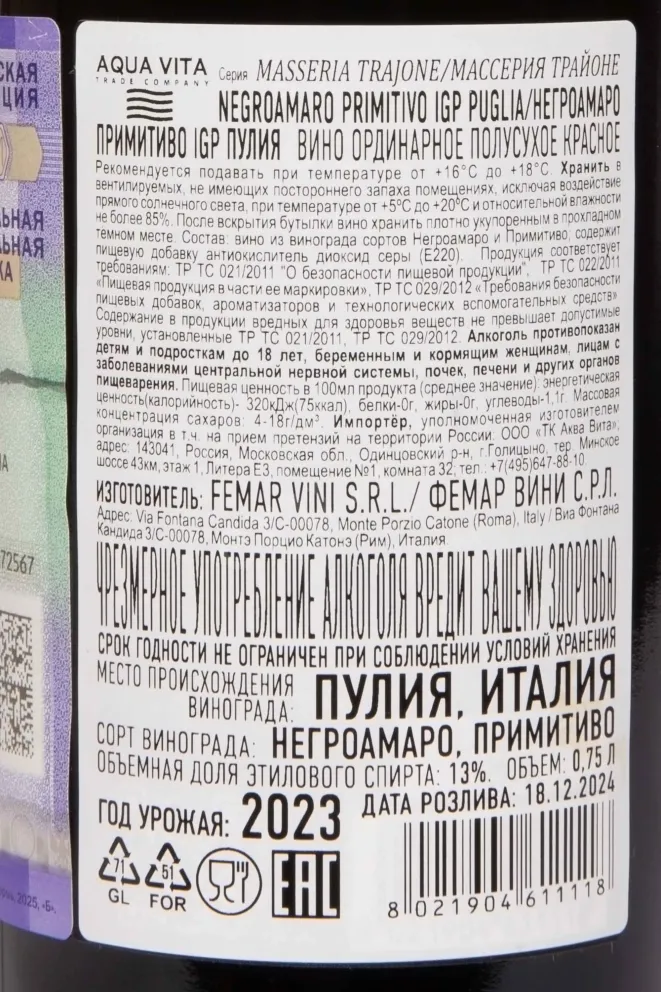 СКАЯ
ЦИЯ
ЬНАЯ
ЬНАЯ
КА
НА
72567
2025, «Б».
AQUA VITA
TRADE COMPANY
Серия MASSERIA TRAJONE/МАССЕРИЯ ТРАЙОНЕ
NEGROAMARO PRIMITIVO IGP PUGLIA/НЕГРОАМАРО
ПРИМИТИВО IGP ПУЛИЯ ВИНО ОРДИНАРНОЕ ПОЛУСУХОЕ КРАСНОЕ
Рекомендуется подавать при температуре от +16°С до +18°С. Хранить в
вентилируемых, не имеющих постороннего запаха помещениях, исключая воздействие
прямого солнечного света, при температуре от +5°С до +20°С и относительной влажности
не более 85%. После вскрытия бутылки вино хранить плотно укупоренным в прохладном
темном месте. Состав: вино из винограда сортов Негроамаро и Примитиво; содержит
пищевую добавку антиокислитель диоксид серы (Е220). Продукция соответствует
требованиям: ТР ТС 021/2011 "О безопасности пищевой продукции", ТР ТС 022/2011
«Пищевая продукция в части ее маркировки», ТР ТС 029/2012 «Требования безопасности
пищевых добавок, ароматизаторов и технологических вспомогательных средств»
Содержание в продукции вредных для здоровья веществ не превышает допустимые
уровни, установленные ТР ТС 021/2011, ТР ТС 029/2012. Алкоголь противопоказан
детям и подросткам до 18 лет, беременным и кормящим женщинам, лицам с
заболеваниями центральной нервной системы, почек, печени и других органов
пищеварения. Пищевая ценность в 100мл продукта (среднее значение): энергетическая
ценность(калорийность)- 320кДж(75ккал), белки-0г, жиры-0г, углеводы-1,1г. Массовая
концентрация сахаров: 4-18г/дм³. Импортёр, уполномоченная изготовителем
организация в т.ч. на прием претензий на территории России: ООО «ТК Аква Вита»;
адрес: 143041, Россия, Московская обл., Одинцовский р-н, г.Голицыно, тер. Минское
шоссе 43км, этаж 1, Литера Е3, помещение №1, комната 32; тел.: +7(495)647-88-10
ИЗГОТОВИТЕЛЬ: FEMAR VINI S.R.L./ ФЕМАР ВИНИ С.Р.Л.
Адрес: Via Fontana Candida 3/C-00078, Monte Porzio Catone (Roma), Italy / Виа Фонтана
Кандида 3/С-00078, Монтэ Порцио Катонэ (Рим), Италия.
ЧРЕЗМЕРНОЕ УПОТРЕБЛЕНИЕ АЛКОГОЛЯ ВРЕДИТ ВАШЕМУ ЗДОРОВЬЮ
СРОК ГОДНОСТИ НЕ ОГРАНИЧЕН ПРИ СОБЛЮДЕНИИ УСЛОВИЙ ХРАНЕНИЯ
МЕСТО ПРОИСХОЖДЕНИЯ
ВИНОГРАДА: ПУЛИЯ, ИТАЛИЯ
СОРТ ВИНОГРАДА: НЕГРОАМАРО, ПРИМИТИВО
ОБЪЕМНАЯ ДОЛЯ ЭТИЛОВОГО СПИРТА: 13%. ОБЪЕМ: 0,75 Л
ГОД УРОЖАЯ: 2023 ДАТА РОЗЛИВА: 18.12.2024
71 51 EAC
GL FOR
8 021904 611118